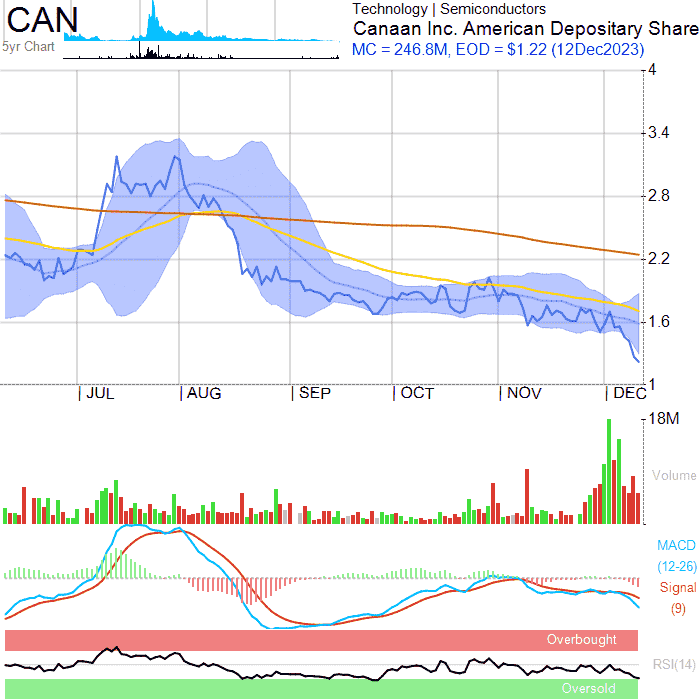 CAN
5yr Chart
Technology | Semiconductors
Canaan Inc. American Depositary Share
MC = 246.8M, EOD = $1.22 (12Dec2023)
4
3.4
2.8
2.2
1.6
1
JUL AUG SEP OCT NOV DEC
18M
Volume
MACD
(12-26)
Signal
(9)
Overbought
RSI(14)
Oversold